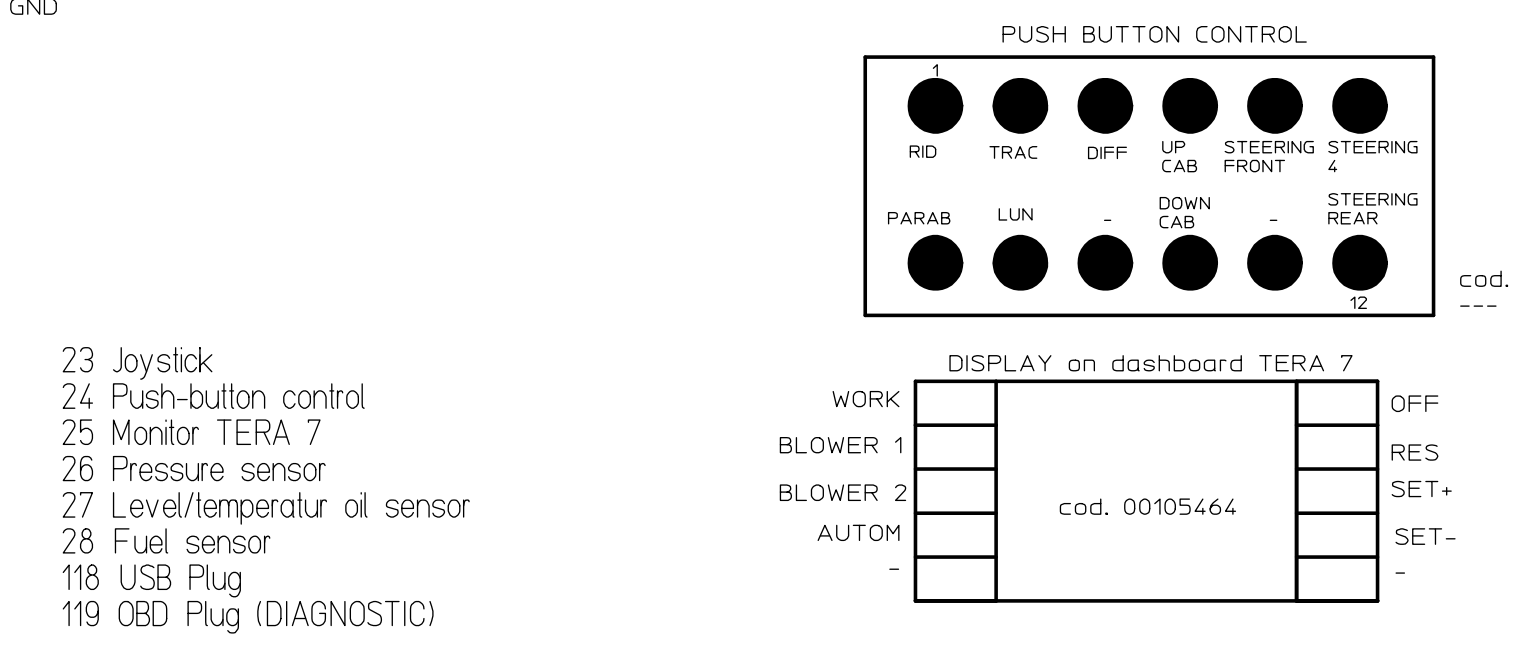 GND
PUSH BUTTON CONTROL
1
RID TRAC DIFF UP CAB STEERING FRONT STEERING 4
PARAB LUN - DOWN CAB - STEERING REAR
12
cod.
---
23 Joystick
24 Push-button control
25 Monitor TERA 7
26 Pressure sensor
27 Level/temperatur oil sensor
28 Fuel sensor
118 USB Plug
119 OBD Plug (DIAGNOSTIC)
DISPLAY on dashboard TERA 7
WORK
BLOWER 1
BLOWER 2
AUTOM
-
cod. 00105464
OFF
RES
SET+
SET-
-